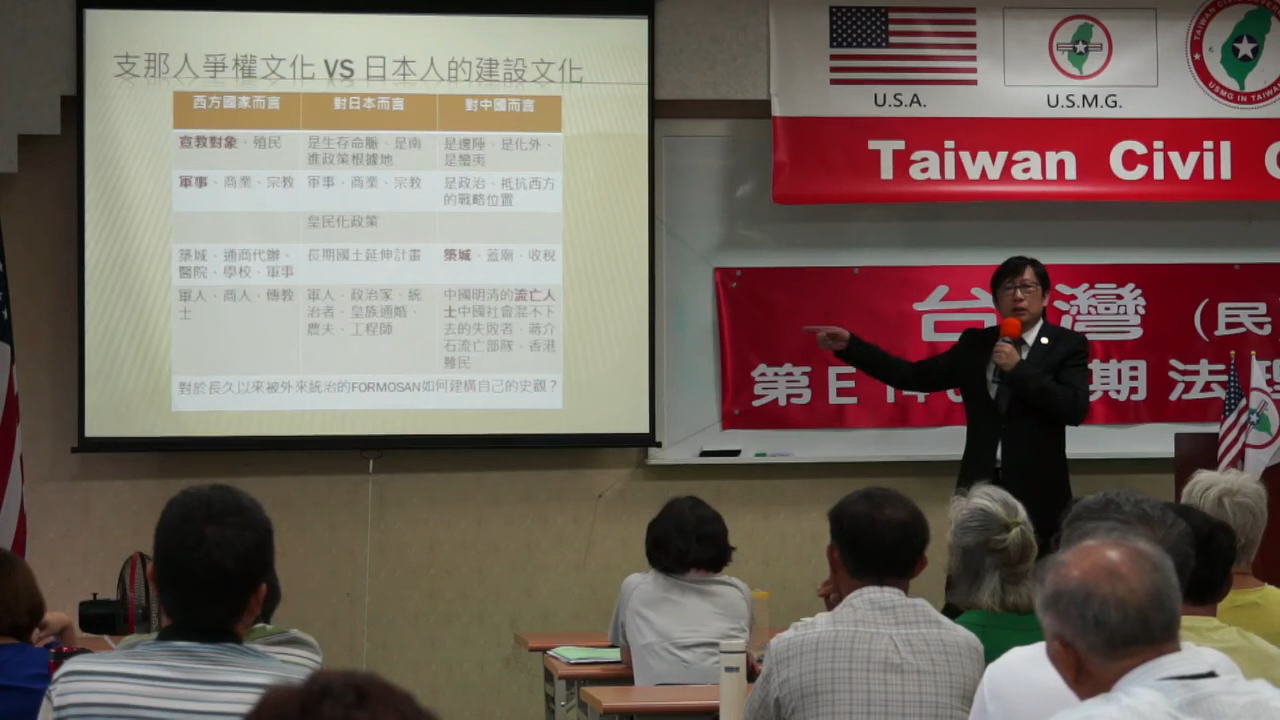 支那人爭權文化 VS 日本人的建設文化
西方國家而言 對日本而言 對中國而言
宣教對象、殖民 是生存命脈、是南進政策根據地 是邊陲、是化外、是蠻夷
軍事、商業、宗教 軍事、商業、宗教 是政治、抵抗西方的戰略位置
皇民化政策
築城、通商代辦、醫院、學校、軍事 長期國土延伸計畫 築城、蓋廟、收稅
軍人、商人、傳教士 軍人、政治家、統治者、皇族通婚、農夫、工程師 中國明清的流亡人士中國社會混不下去的失敗者、蔣介石流亡部隊、香港難民
對於長久以來被外來統治的FORMOSAN如何建構自己的史觀？
U.S.A. U.S.M.G.
TAIWAN CIVIL
USMG IN TAIWAN
Taiwan Civil
台灣（民
第E 期 法理